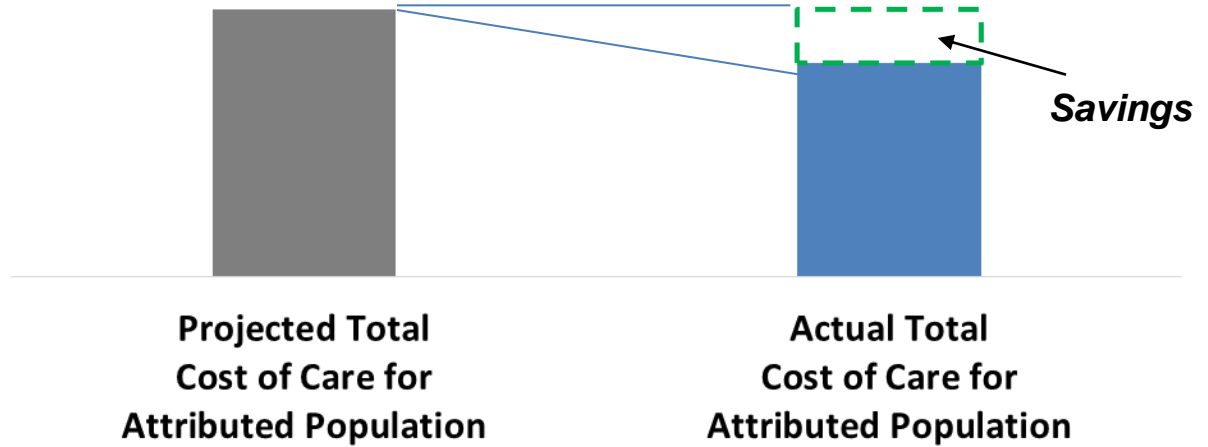 Savings
Projected Total
Cost of Care for
Attributed Population
Actual Total
Cost of Care for
Attributed Population